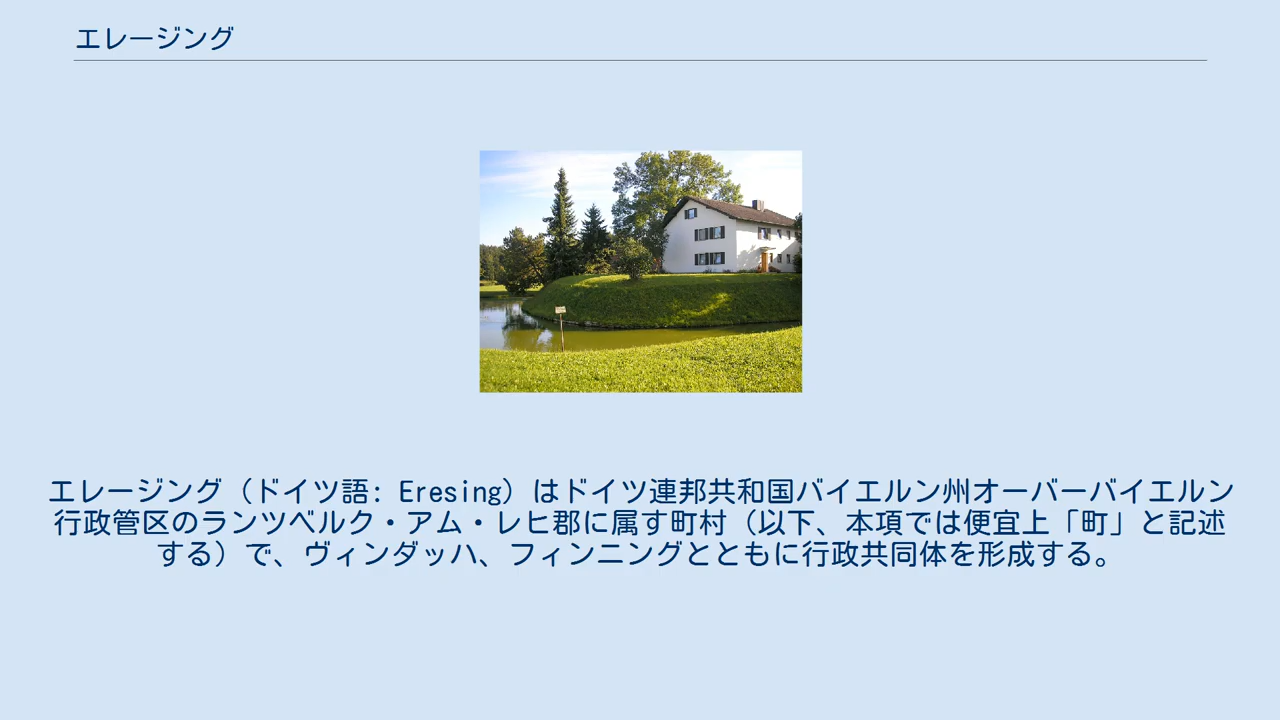 エレージング
エレージング（ドイツ語: Eresing）はドイツ連邦共和国バイエルン州オーバーバイエルン
行政管区のランツベルク・アム・レヒ郡に属す町村（以下、本項では便宜上「町」と記述
する）で、ヴィンダッハ、フィンニングとともに行政共同体を形成する。